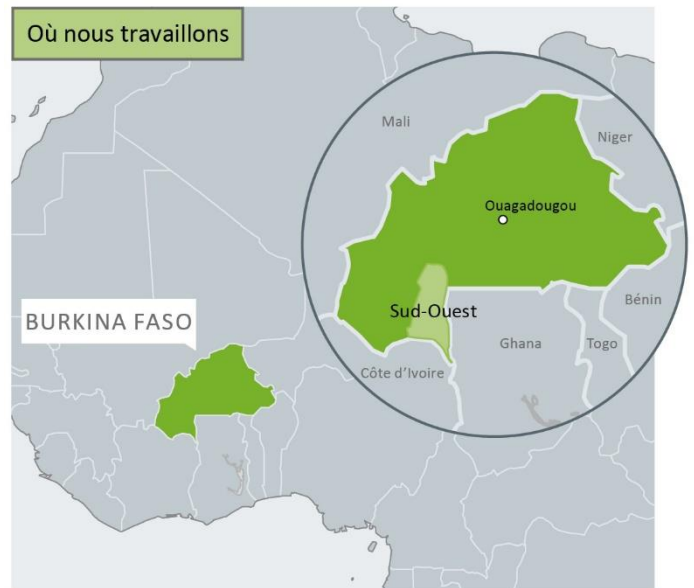 Où nous travaillons
Mali
Niger
Ouagadougou
Bénin
Sud-Ouest
BURKINA FASO
Ghana
Togo
Côte d'Ivoire